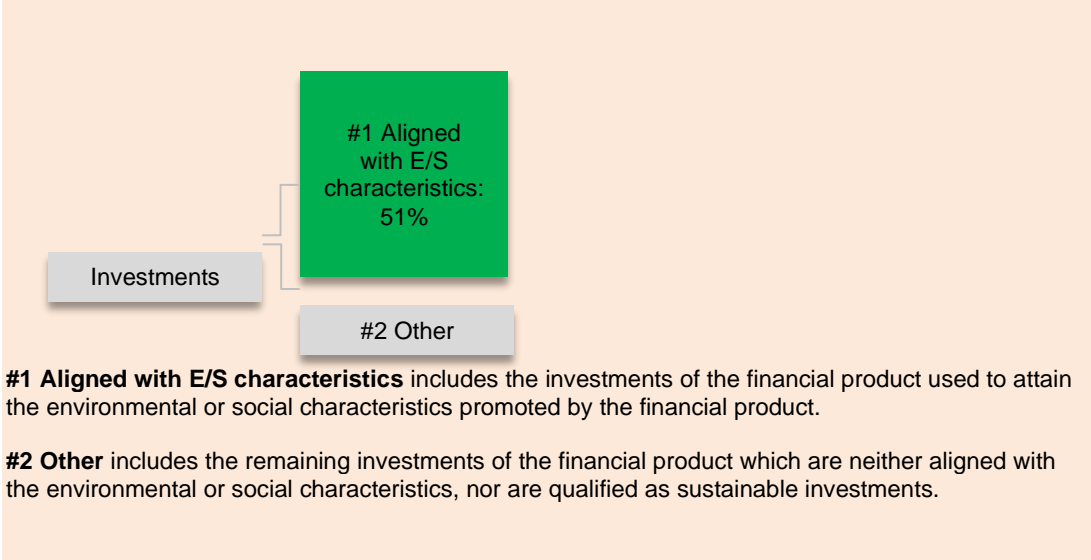 #1 Aligned
with E/S
characteristics:
51%
Investments
#2 Other
#1 Aligned with E/S characteristics includes the investments of the financial product used to attain
the environmental or social characteristics promoted by the financial product.
#2 Other includes the remaining investments of the financial product which are neither aligned with
the environmental or social characteristics, nor are qualified as sustainable investments.